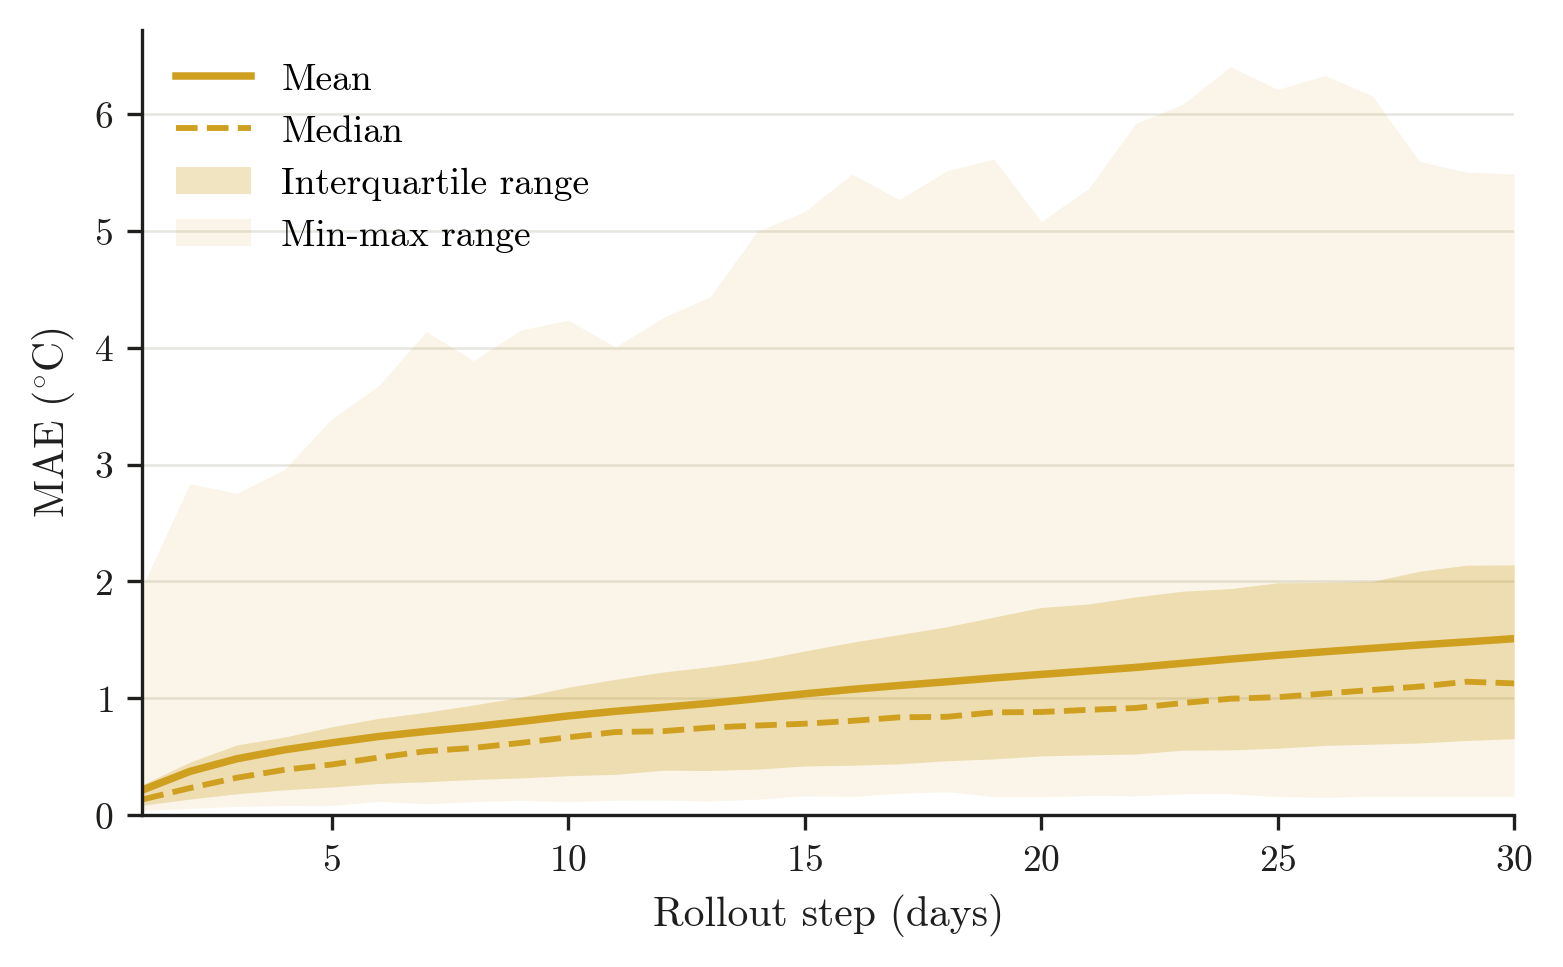 Mean
Median
Interquartile range
Min-max range
6
5
4
3
2
1
0
MAE (°C)
5 10 15 20 25 30
Rollout step (days)